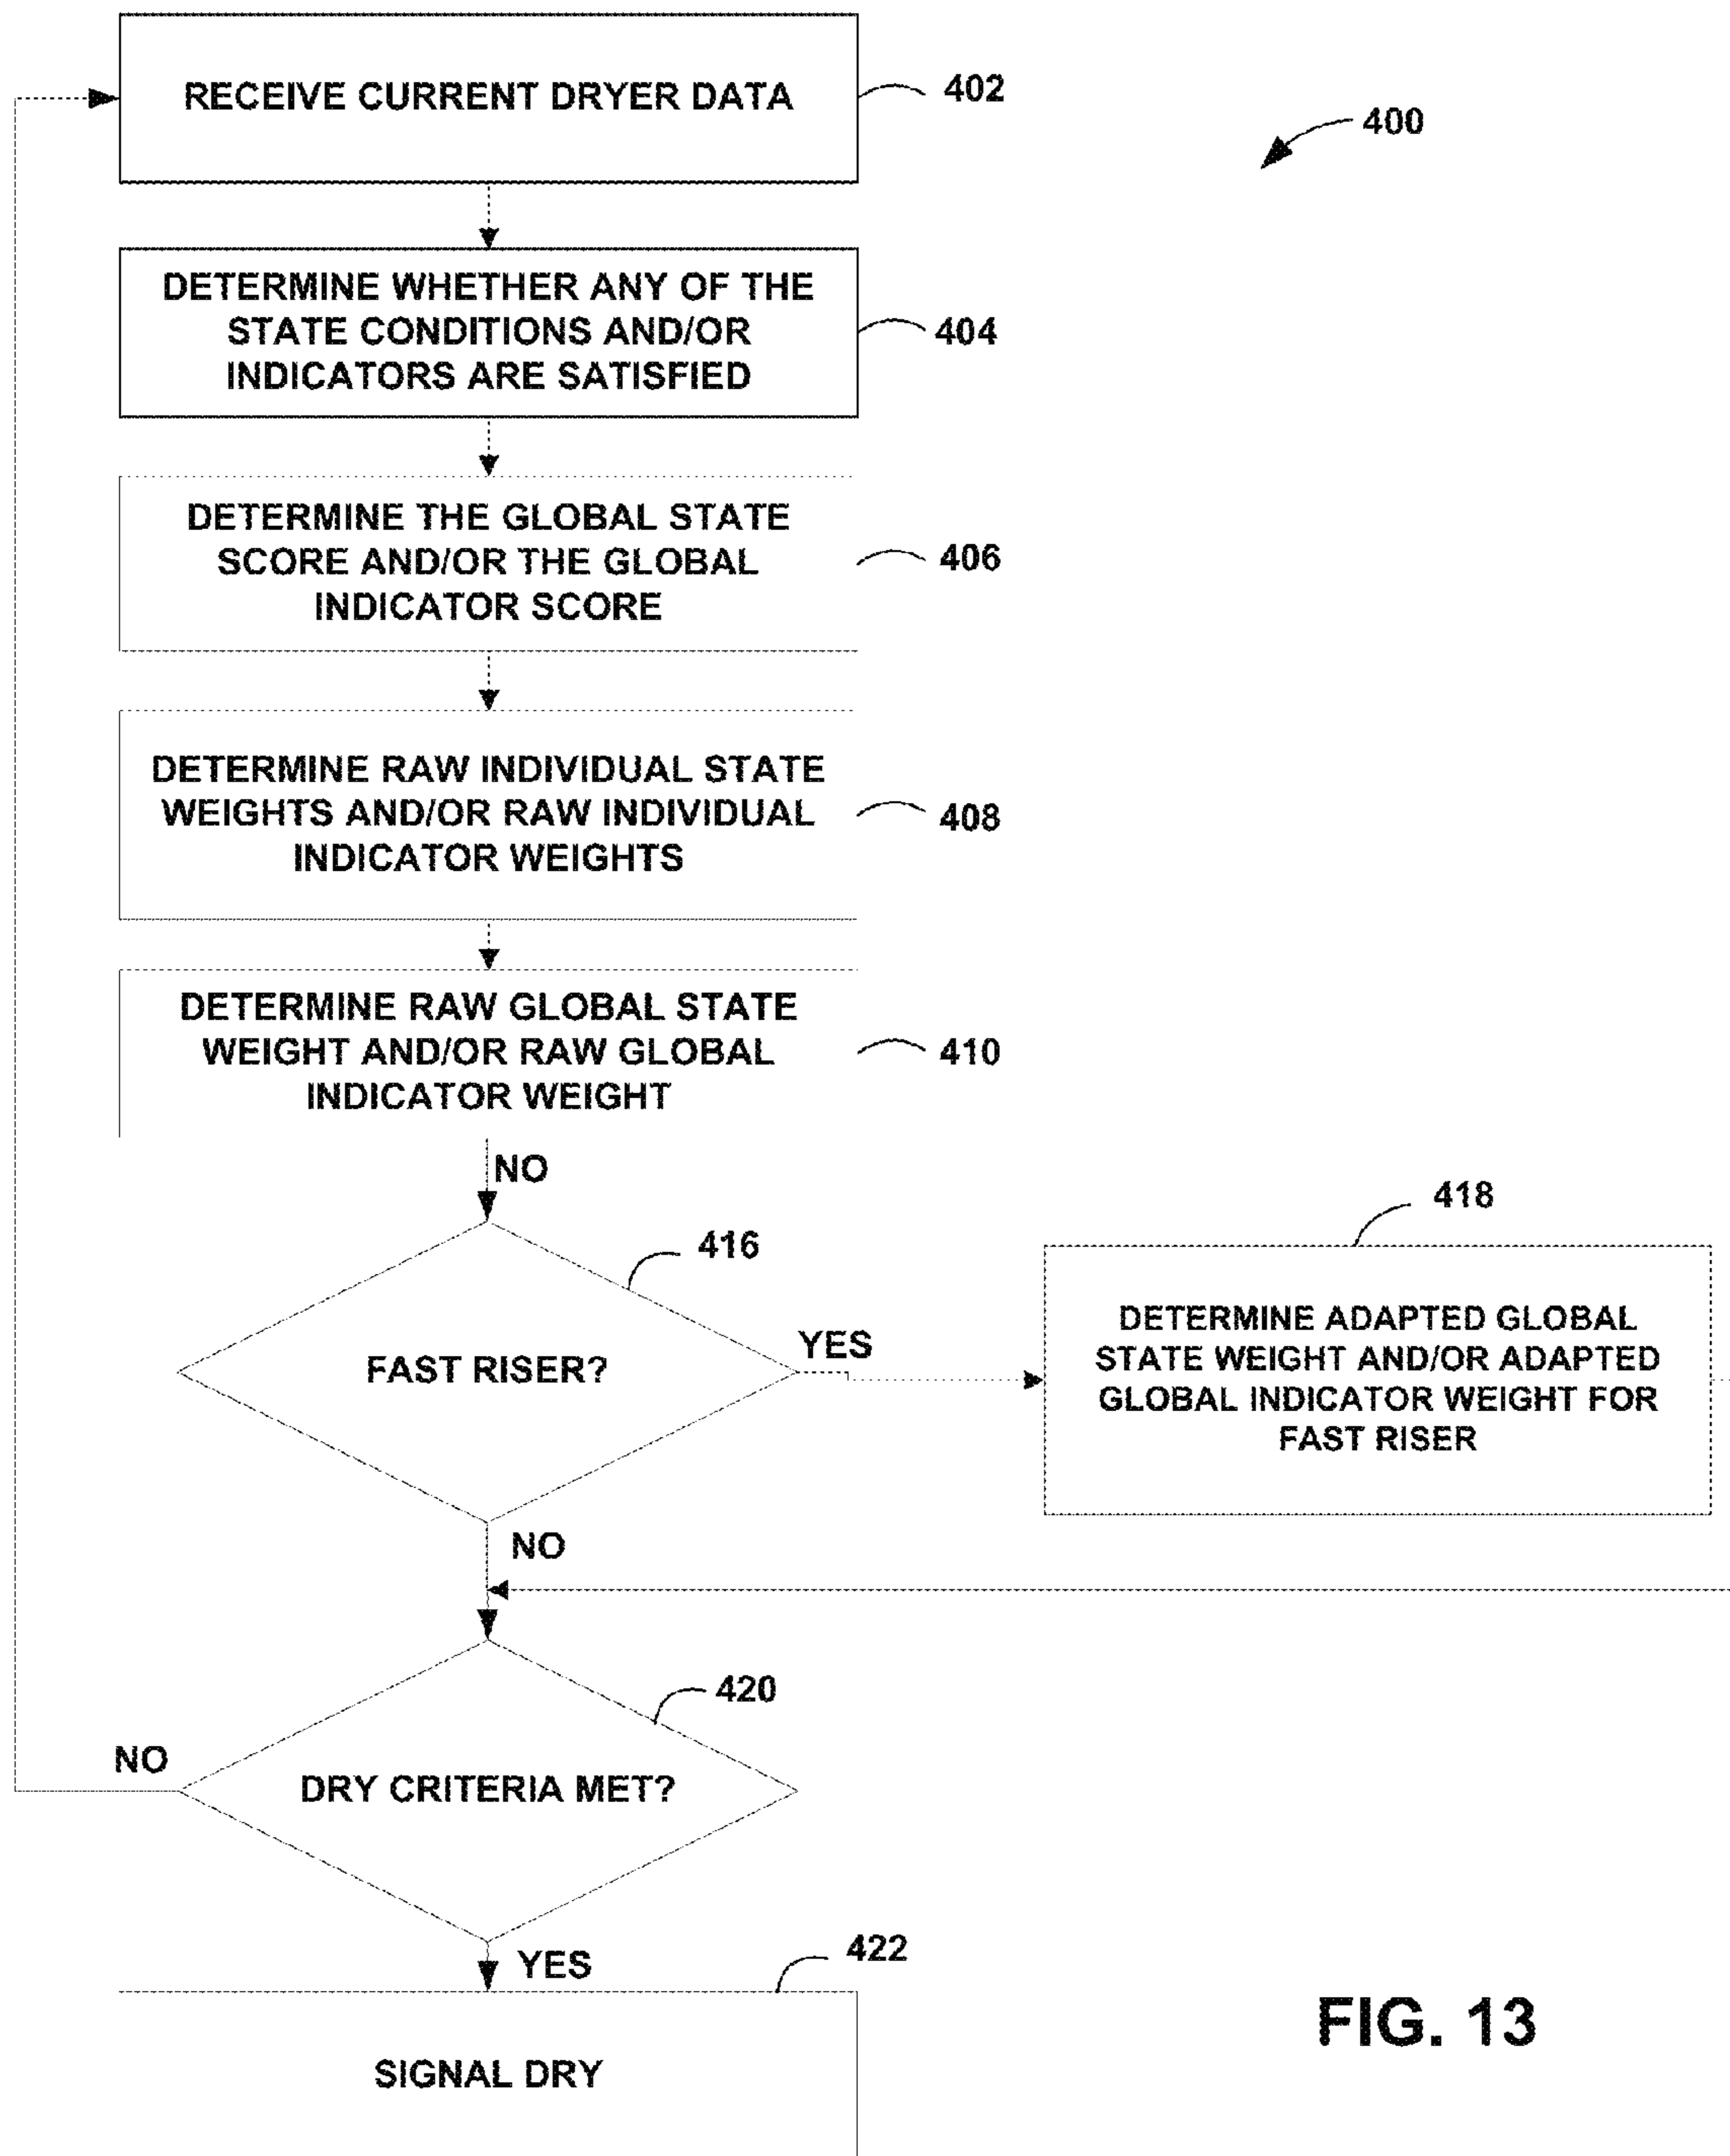 RECEIVE CURRENT DRYER DATA
402
400
DETERMINE WHETHER ANY OF THE
STATE CONDITIONS AND/OR
INDICATORS ARE SATISFIED
404
DETERMINE THE GLOBAL STATE
SCORE AND/OR THE GLOBAL
INDICATOR SCORE
406
DETERMINE RAW INDIVIDUAL STATE
WEIGHTS AND/OR RAW INDIVIDUAL
INDICATOR WEIGHTS
408
DETERMINE RAW GLOBAL STATE
WEIGHT AND/OR RAW GLOBAL
INDICATOR WEIGHT
410
NO
416
FAST RISER?
YES
418
DETERMINE ADAPTED GLOBAL
STATE WEIGHT AND/OR ADAPTED
GLOBAL INDICATOR WEIGHT FOR
FAST RISER
NO
420
DRY CRITERIA MET?
NO
YES
422
SIGNAL DRY
FIG. 13